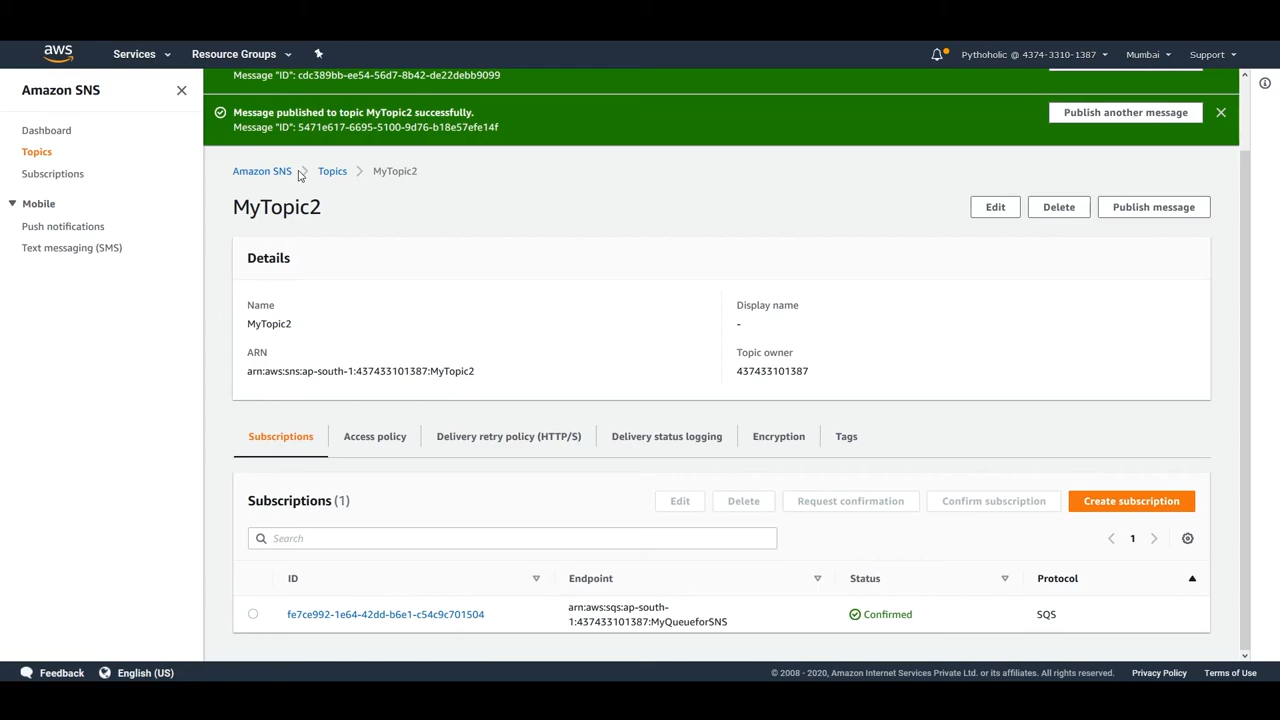 aws
Services
Resource Groups
Pythoholic @ 4374-3310-1387
Mumbai
Support
Amazon SNS
Dashboard
Topics
Subscriptions
Mobile
Push notifications
Text messaging (SMS)
Message "ID": cdc389bb-ee54-56d7-8b42-de22debb9099
Message published to topic MyTopic2 successfully.
Message "ID": 5471e617-6695-5100-9d76-b18e57efe14f
Publish another message
Amazon SNS
Topics
MyTopic2
MyTopic2
Edit
Delete
Publish message
Details
Name
MyTopic2
ARN
arn:aws:sns:ap-south-1:437433101387:MyTopic2
Display name
-
Topic owner
437433101387
Subscriptions
Access policy
Delivery retry policy (HTTP/S)
Delivery status logging
Encryption
Tags
Subscriptions (1)
Edit
Delete
Request confirmation
Confirm subscription
Create subscription
Search
1
ID
Endpoint
Status
Protocol
fe7ce992-1e64-42dd-b6e1-c54c9c701504
arn:aws:sqs:ap-south-
1:437433101387:MyQueueforSNS
Confirmed
SQS
Feedback
English (US)
© 2008 - 2020, Amazon Internet Services Private Ltd. or its affiliates. All rights reserved.
Privacy Policy
Terms of Use